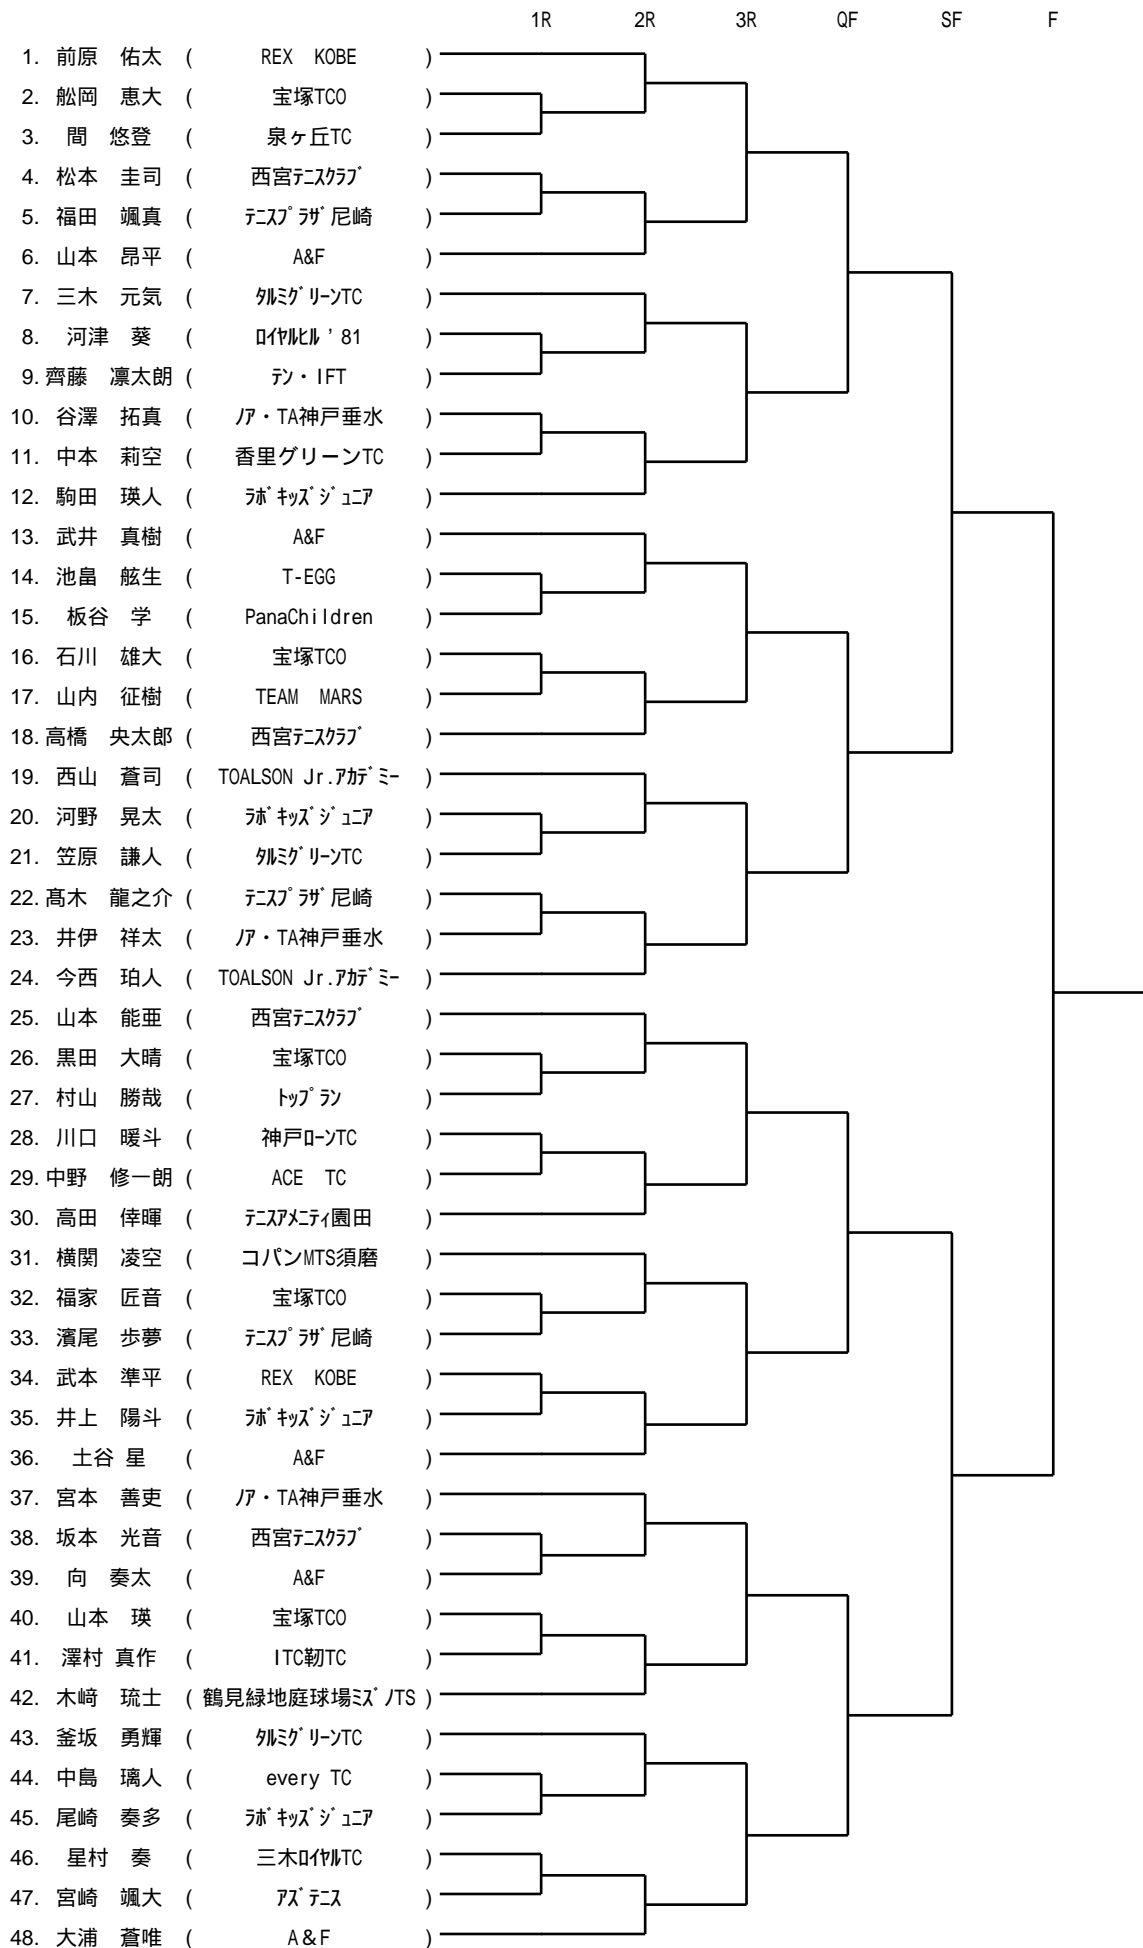 1R 2R 3R QF SF F
1. 前原 佑太 ( REX KOBE )
2. 舩岡 恵大 ( 宝塚TCO )
3. 間 悠登 ( 泉ヶ丘TC )
4. 松本 圭司 ( 西宮ﾃﾆｽｸﾗﾌﾞ )
5. 福田 颯真 ( ﾃﾆｽﾌﾟﾗｻﾞ尼崎 )
6. 山本 昂平 ( A&F )
7. 三木 元気 ( ﾀﾙﾐｸﾞﾘｰﾝTC )
8. 河津 葵 ( ﾛｲﾔﾙﾋﾙ’81 )
9. 齊藤 凛太朗 ( ﾃﾝ・IFT )
10. 谷澤 拓真 ( ﾉｱ・TA神戸垂水 )
11. 中本 莉空 ( 香里グリーンTC )
12. 駒田 瑛人 ( ﾗﾎﾞｷｯｽﾞｼﾞｭﾆｱ )
13. 武井 真樹 ( A&F )
14. 池畠 舷生 ( T-EGG )
15. 板谷 学 ( PanaChildren )
16. 石川 雄大 ( 宝塚TCO )
17. 山内 征樹 ( TEAM MARS )
18. 高橋 央太郎 ( 西宮ﾃﾆｽｸﾗﾌﾞ )
19. 西山 蒼司 ( TOALSON Jr.ｱｶﾃﾞﾐｰ )
20. 河野 晃太 ( ﾗﾎﾞｷｯｽﾞｼﾞｭﾆｱ )
21. 笠原 謙人 ( ﾀﾙﾐｸﾞﾘｰﾝTC )
22. 髙木 龍之介 ( ﾃﾆｽﾌﾟﾗｻﾞ尼崎 )
23. 井伊 祥太 ( ﾉｱ・TA神戸垂水 )
24. 今西 珀人 ( TOALSON Jr.ｱｶﾃﾞﾐｰ )
25. 山本 能亜 ( 西宮ﾃﾆｽｸﾗﾌﾞ )
26. 黒田 大晴 ( 宝塚TCO )
27. 村山 勝哉 ( ﾄｯﾌﾟﾗﾝ )
28. 川口 暖斗 ( 神戸ﾛｰﾝTC )
29. 中野 修一朗 ( ACE TC )
30. 高田 倖暉 ( ﾃﾆｽｱﾒﾆﾃｨ園田 )
31. 横関 凌空 ( コパンMTS須磨 )
32. 福家 匠音 ( 宝塚TCO )
33. 濱尾 歩夢 ( ﾃﾆｽﾌﾟﾗｻﾞ尼崎 )
34. 武本 準平 ( REX KOBE )
35. 井上 陽斗 ( ﾗﾎﾞｷｯｽﾞｼﾞｭﾆｱ )
36. 土谷 星 ( A&F )
37. 宮本 善吏 ( ﾉｱ・TA神戸垂水 )
38. 坂本 光音 ( 西宮ﾃﾆｽｸﾗﾌﾞ )
39. 向 奏太 ( A&F )
40. 山本 瑛 ( 宝塚TCO )
41. 澤村 真作 ( ITC靭TC )
42. 木﨑 琉士 ( 鶴見緑地庭球場ﾐｽﾞﾉTS )
43. 釜坂 勇輝 ( ﾀﾙﾐｸﾞﾘｰﾝTC )
44. 中島 璃人 ( every TC )
45. 尾崎 奏多 ( ﾗﾎﾞｷｯｽﾞｼﾞｭﾆｱ )
46. 星村 奏 ( 三木ﾛｲﾔﾙTC )
47. 宮崎 颯大 ( ｱｽﾞﾃﾆｽ )
48. 大浦 蒼唯 ( A＆F )